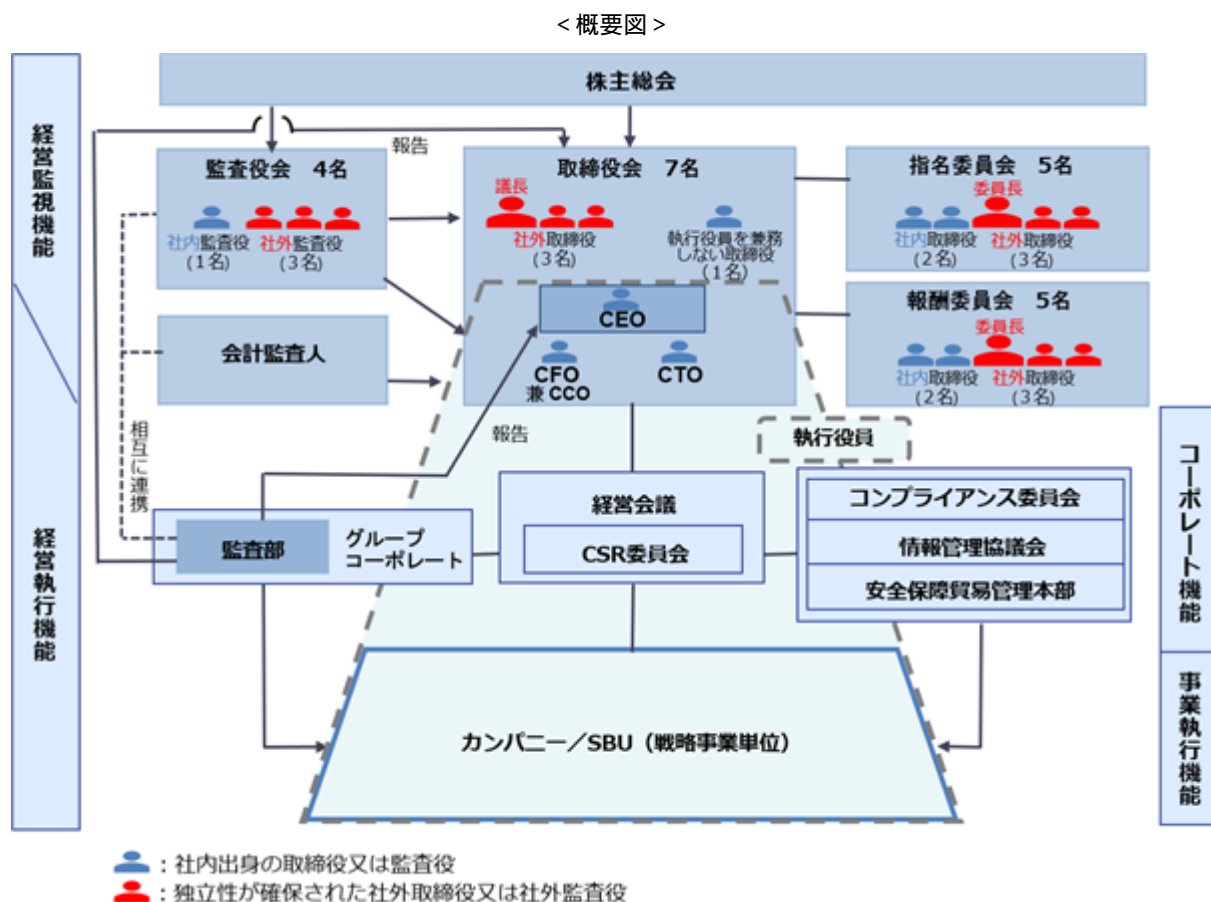 <概要図>
株主総会
経営監視機能
報告
監査役会 4名
社内監査役
(1名)
社外監査役
(3名)
取締役会 7名
議長
社外取締役
(3名)
執行役員を兼務
しない取締役
(1名)
指名委員会 5名
委員長
社内取締役
(2名)
社外取締役
(3名)
報酬委員会 5名
委員長
社内取締役
(2名)
社外取締役
(3名)
CEO
CFO
兼 CCO
CTO
会計監査人
相互に連携
報告
執行役員
経営執行機能
監査部
グループ
コーポレート
経営会議
CSR委員会
コンプライアンス委員会
情報管理協議会
安全保障貿易管理本部
コーポレート機能
事業執行機能
カンパニー/SBU(戦略事業単位)
:社内出身の取締役又は監査役
:独立性が確保された社外取締役又は社外監査役